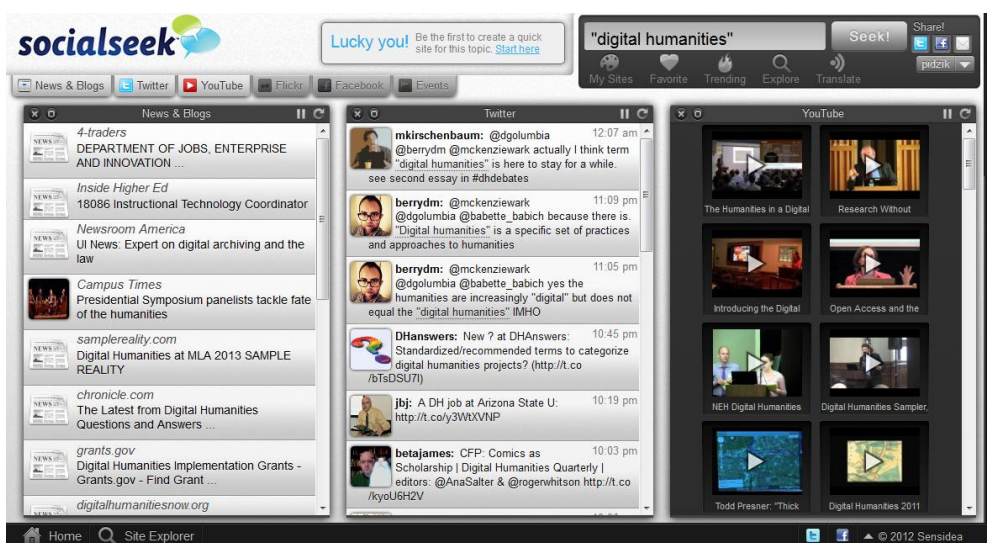 socialseek
Lucky you! Be the first to create a quick
site for this topic. Start here
"digital humanities"
Seek!
Share!
My Sites Favorite Trending Explore Translate
pidzik
News & Blogs Twitter YouTube Flickr Facebook Events
News & Blogs
4-traders
DEPARTMENT OF JOBS, ENTERPRISE
AND INNOVATION ...
Inside Higher Ed
18086 Instructional Technology Coordinator
Newsroom America
UI News: Expert on digital archiving and the
law
Campus Times
Presidential Symposium panelists tackle fate
of the humanities
samplereality.com
Digital Humanities at MLA 2013 SAMPLE
REALITY
chronicle.com
The Latest from Digital Humanities
Questions and Answers ...
grants.gov
Digital Humanities Implementation Grants -
Grants.gov - Find Grant ...
digitalhumanitiesnow.org
Twitter
mkirschenbaum: @dgolumbia 12:07 am
@berrydm @mckenziewark actually I think term
"digital humanities" is here to stay for a while.
see second essay in #dhdebates
berrydm: @mckenziewark 11:09 pm
@dgolumbia @babette_babich because there is.
"Digital humanities" is a specific set of practices
and approaches to humanities
berrydm: @mckenziewark 11:05 pm
@dgolumbia @babette_babich yes the
humanities are increasingly "digital" but does not
equal the "digital humanities" IMHO
DHanswers: New ? at DHAnswers: 10:45 pm
Standardized/recommended terms to categorize
digital humanities projects? (http://t.co
/bTsDSU7l)
jbj: A DH job at Arizona State U: 10:19 pm
http://t.co/y3WtXVNP
betajames: CFP: Comics as 10:03 pm
Scholarship | Digital Humanities Quarterly |
editors: @AnaSalter & @rogerwhitson http://t.co
/kyoU6H2V
YouTube
The Humanities in a Digital
Research Without
Introducing the Digital
Open Access and the
NEH Digital Humanities
Digital Humanities Sampler,
Todd Presner: "Thick
Digital Humanities 2011
Home Site Explorer
© 2012 Sensidea